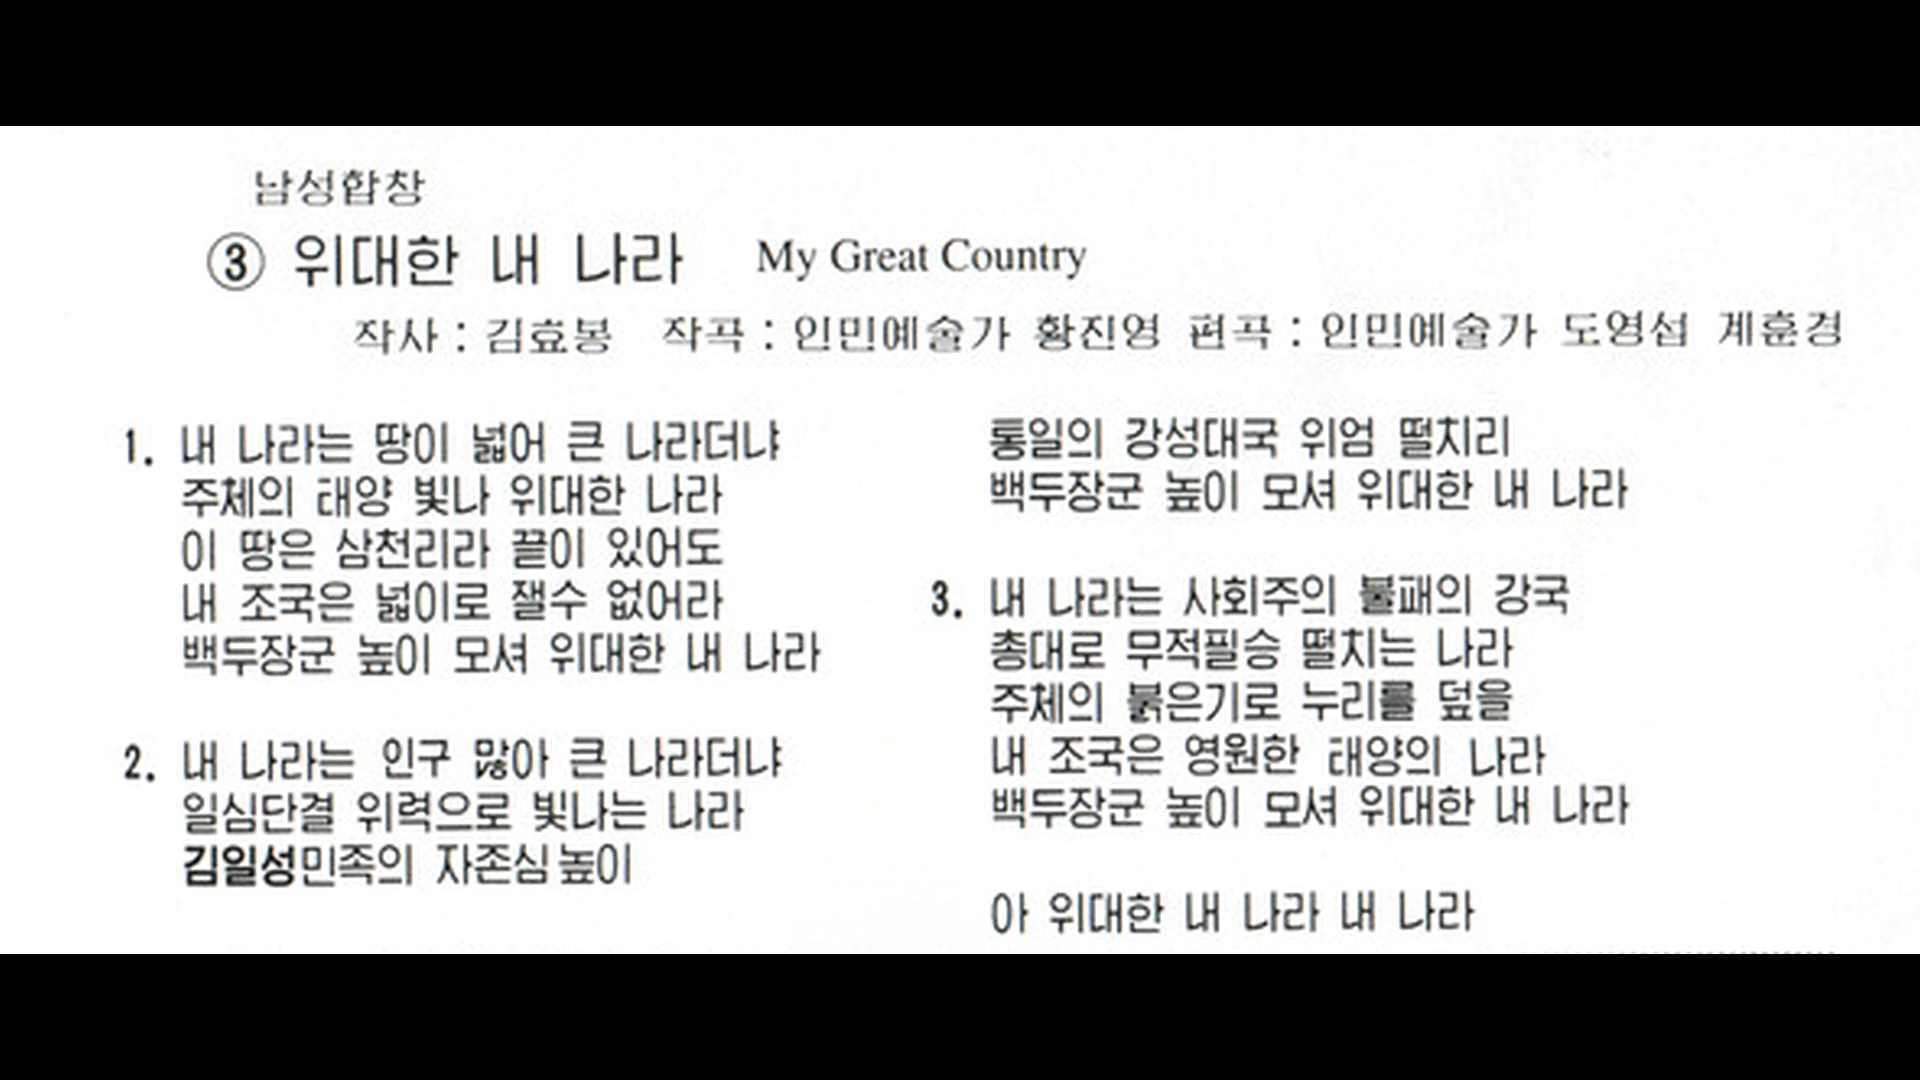 남성합창
③ 위대한 내 나라 My Great Country
작사 : 김효봉 작곡 : 인민예술가 황진영 편곡 : 인민예술가 도영섭 계훈경
1. 내 나라는 땅이 넓어 큰 나라더냐
주체의 태양 빛나 위대한 나라
이 땅은 삼천리라 끝이 있어도
내 조국은 넓이로 잴수 없어라
백두장군 높이 모셔 위대한 내 나라
2. 내 나라는 인구 많아 큰 나라더냐
일심단결 위력으로 빛나는 나라
김일성민족의 자존심 높이
통일의 강성대국 위엄 떨치리
백두장군 높이 모셔 위대한 내 나라
3. 내 나라는 사회주의 불패의 강국
총대로 무적필승 떨치는 나라
주체의 붉은기로 누리를 덮을
내 조국은 영원한 태양의 나라
백두장군 높이 모셔 위대한 내 나라
아 위대한 내 나라 내 나라